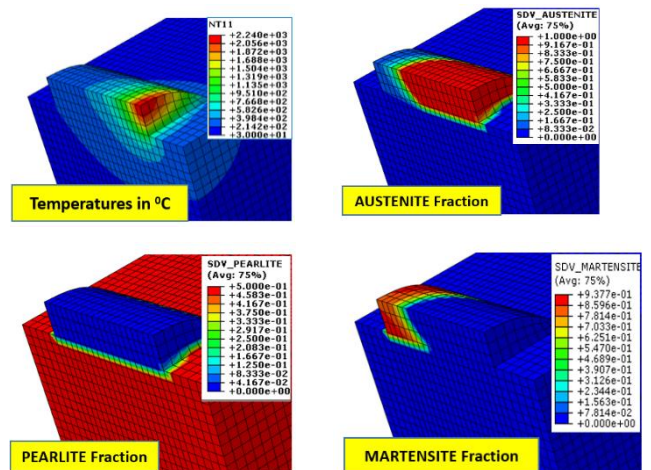 NT11
+2.240e+03
+2.056e+03
+1.872e+03
+1.688e+03
+1.504e+03
+1.319e+03
+1.135e+03
+9.510e+02
+7.668e+02
+5.826e+02
+3.984e+02
+2.142e+02
+3.000e+01
Temperatures in ⁰C
SDV_AUSTENITE
(Avg: 75%)
+1.000e+00
+9.167e-01
+8.333e-01
+7.500e-01
+6.667e-01
+5.833e-01
+5.000e-01
+4.167e-01
+3.333e-01
+2.500e-01
+1.667e-01
+8.333e-02
+0.000e+00
AUSTENITE Fraction
SDV_PEARLITE
(Avg: 75%)
+5.000e-01
+4.583e-01
+4.167e-01
+3.750e-01
+3.333e-01
+2.917e-01
+2.500e-01
+2.083e-01
+1.667e-01
+1.250e-01
+8.333e-02
+4.167e-02
+0.000e+00
PEARLITE Fraction
SDV_MARTENSITE
(Avg: 75%)
+9.377e-01
+8.596e-01
+7.814e-01
+7.033e-01
+6.251e-01
+5.470e-01
+4.689e-01
+3.907e-01
+3.126e-01
+2.344e-01
+1.563e-01
+7.814e-02
+0.000e+00
MARTENSITE Fraction